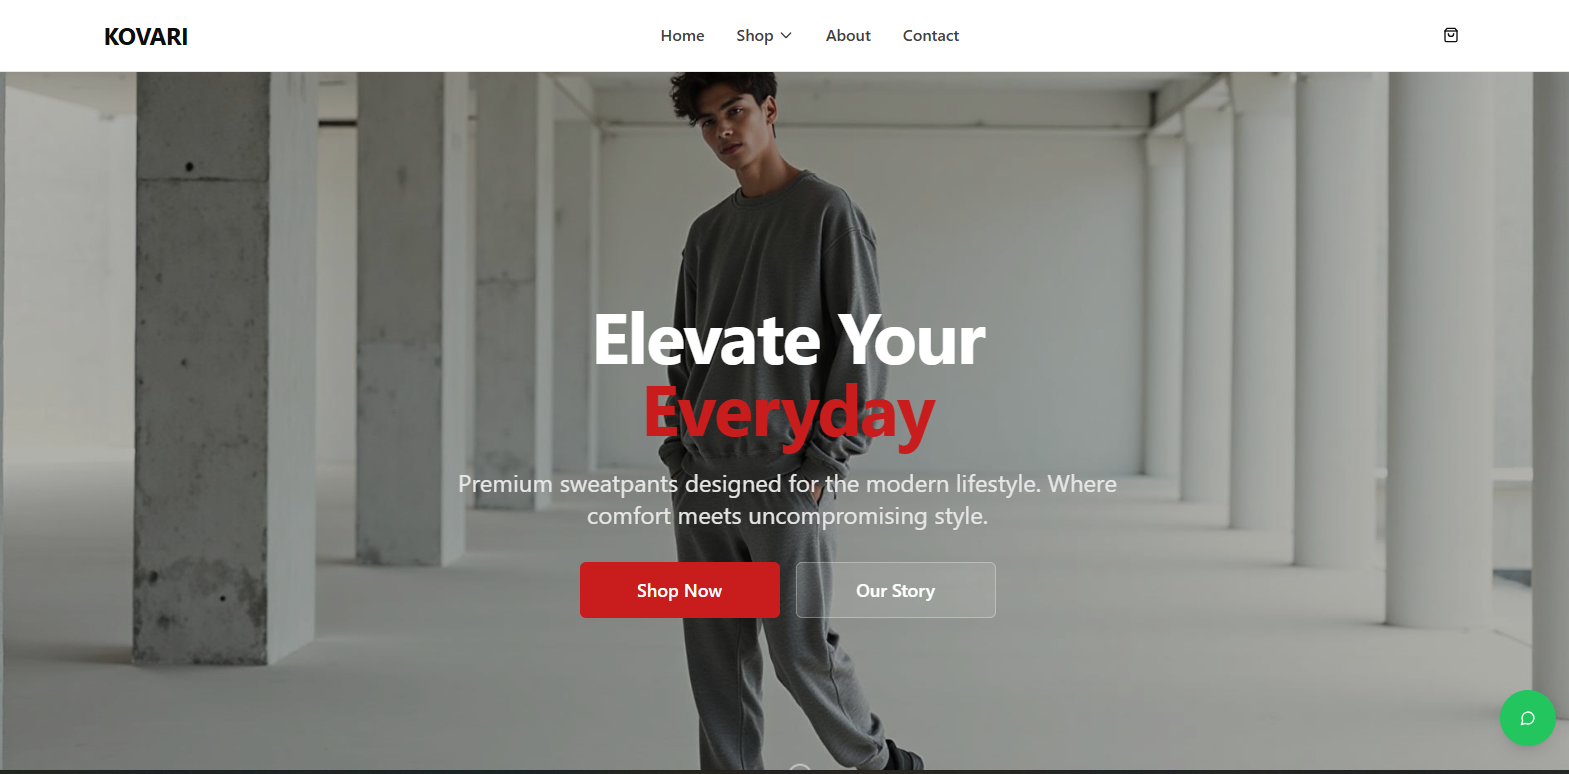 KOVARI
Home
Shop
About
Contact
Elevate Your
Everyday
Premium sweatpants designed for the modern lifestyle. Where
comfort meets uncompromising style.
Shop Now
Our Story